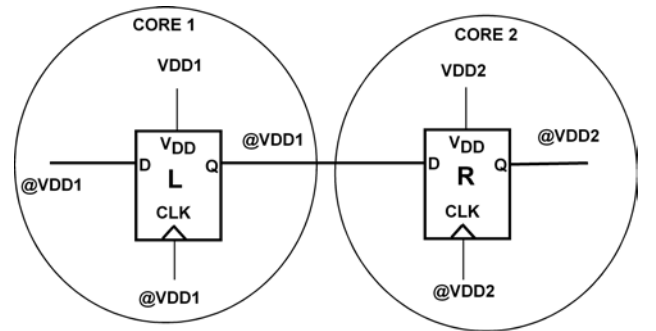 CORE 1
CORE 2
VDD1
VDD2
@VDD1
@VDD2
VDD
VDD
D
Q
D
Q
@VDD1
L
R
CLK
CLK
@VDD1
@VDD2